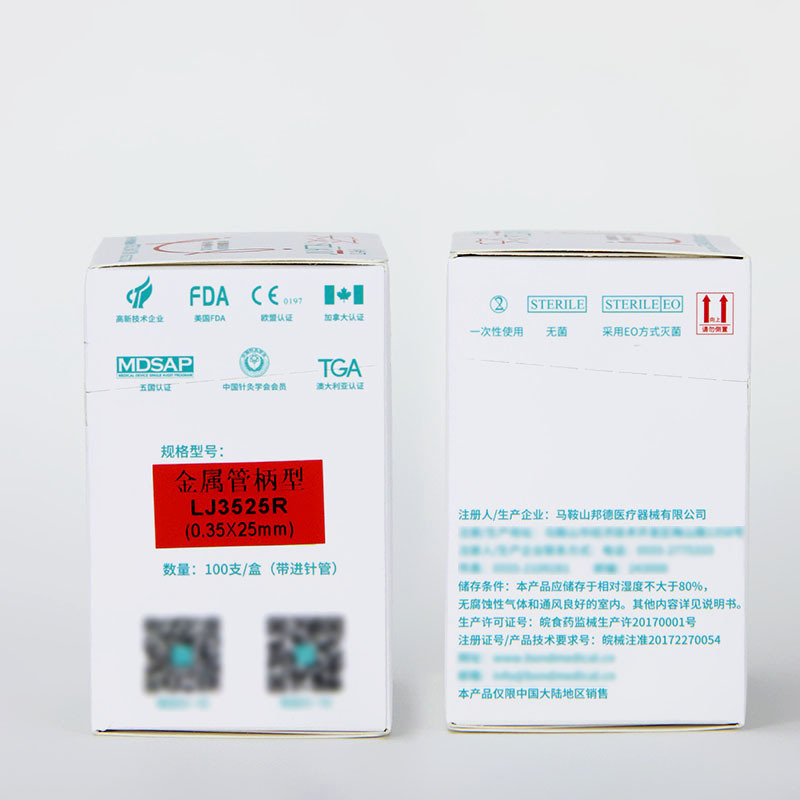 高新技术企业
FDA
美国FDA
CE 0197
欧盟认证
加拿大认证
MDSAP
MEDICAL DEVICE SINGLE AUDIT PROGRAM
五国认证
中国针灸学会会员
TGA
澳大利亚认证
规格型号：
金属管柄型
LJ3525R
(0.35X25mm)
数量：100支/盒（带进针管）
②
一次性使用
STERILE
无菌
STERILE EO
采用EO方式灭菌
向上
请勿倒置
注册人/生产企业：马鞍山邦德医疗器械有限公司
储存条件：本产品应储存于相对湿度不大于80%，
无腐蚀性气体和通风良好的室内。其他内容详见说明书。
生产许可证号：皖食药监械生产许20170001号
注册证号/产品技术要求号：皖械注准20172270054
本产品仅限中国大陆地区销售